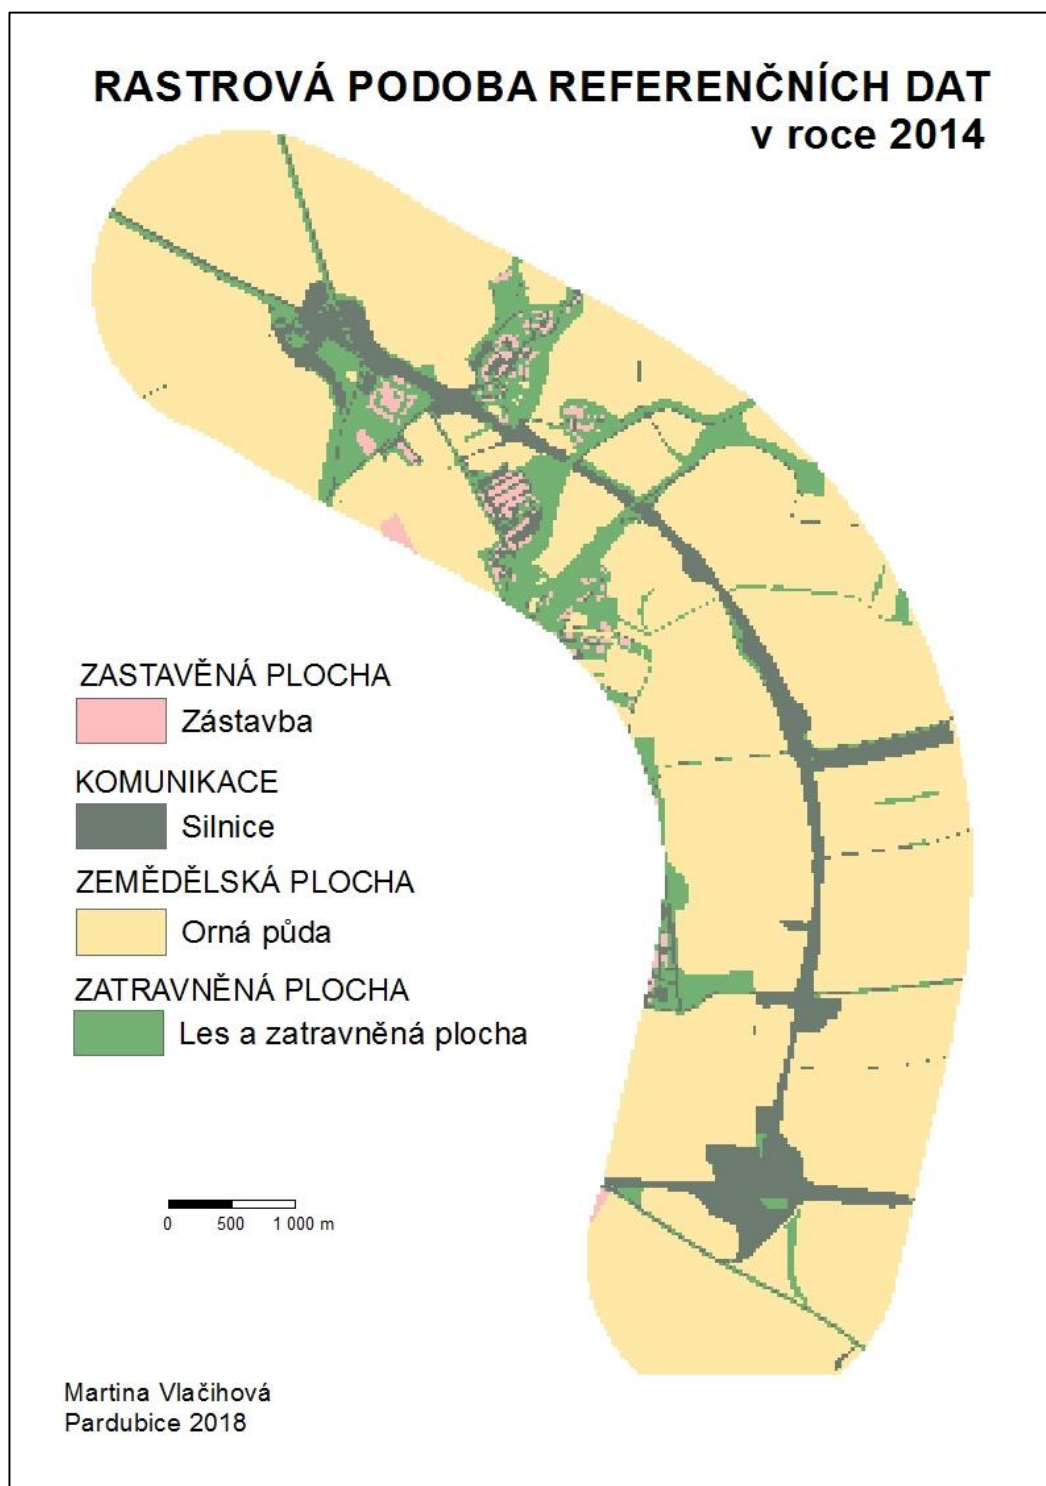 RASTROVÁ PODOBA REFERENČNÍCH DAT
v roce 2014
ZASTAVĚNÁ PLOCHA
Zástavba
KOMUNIKACE
Silnice
ZEMĚDĚLSKÁ PLOCHA
Orná půda
ZATRAVNĚNÁ PLOCHA
Les a zatravněná plocha
0 500 1 000 m
Martina Vlačihová
Pardubice 2018